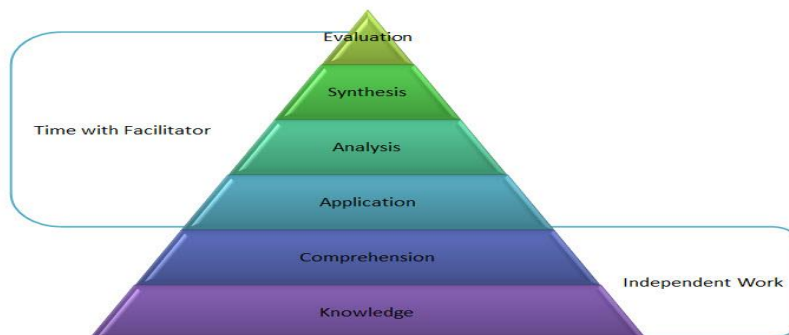 Evaluation
Synthesis
Time with Facilitator
Analysis
Application
Comprehension
Independent Work
Knowledge